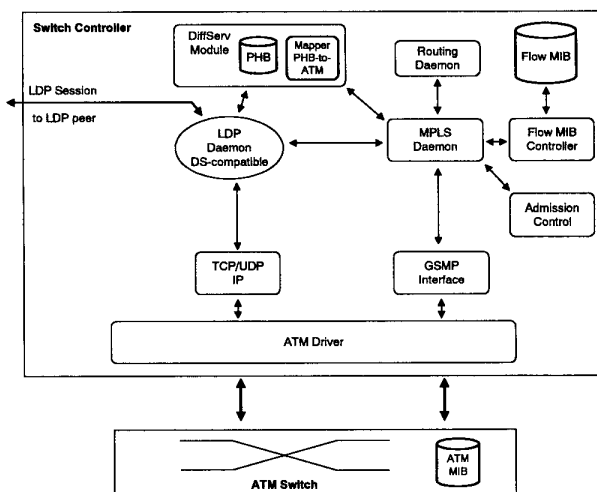 Switch Controller
DiffServ
Module
PHB
Mapper
PHB-to-
ATM
Routing
Daemon
Flow MIB
LDP Session
to LDP peer
LDP
Daemon
DS-compatible
MPLS
Daemon
Flow MIB
Controller
Admission
Control
TCP/UDP
IP
GSMP
Interface
ATM Driver
ATM
MIB
ATM Switch